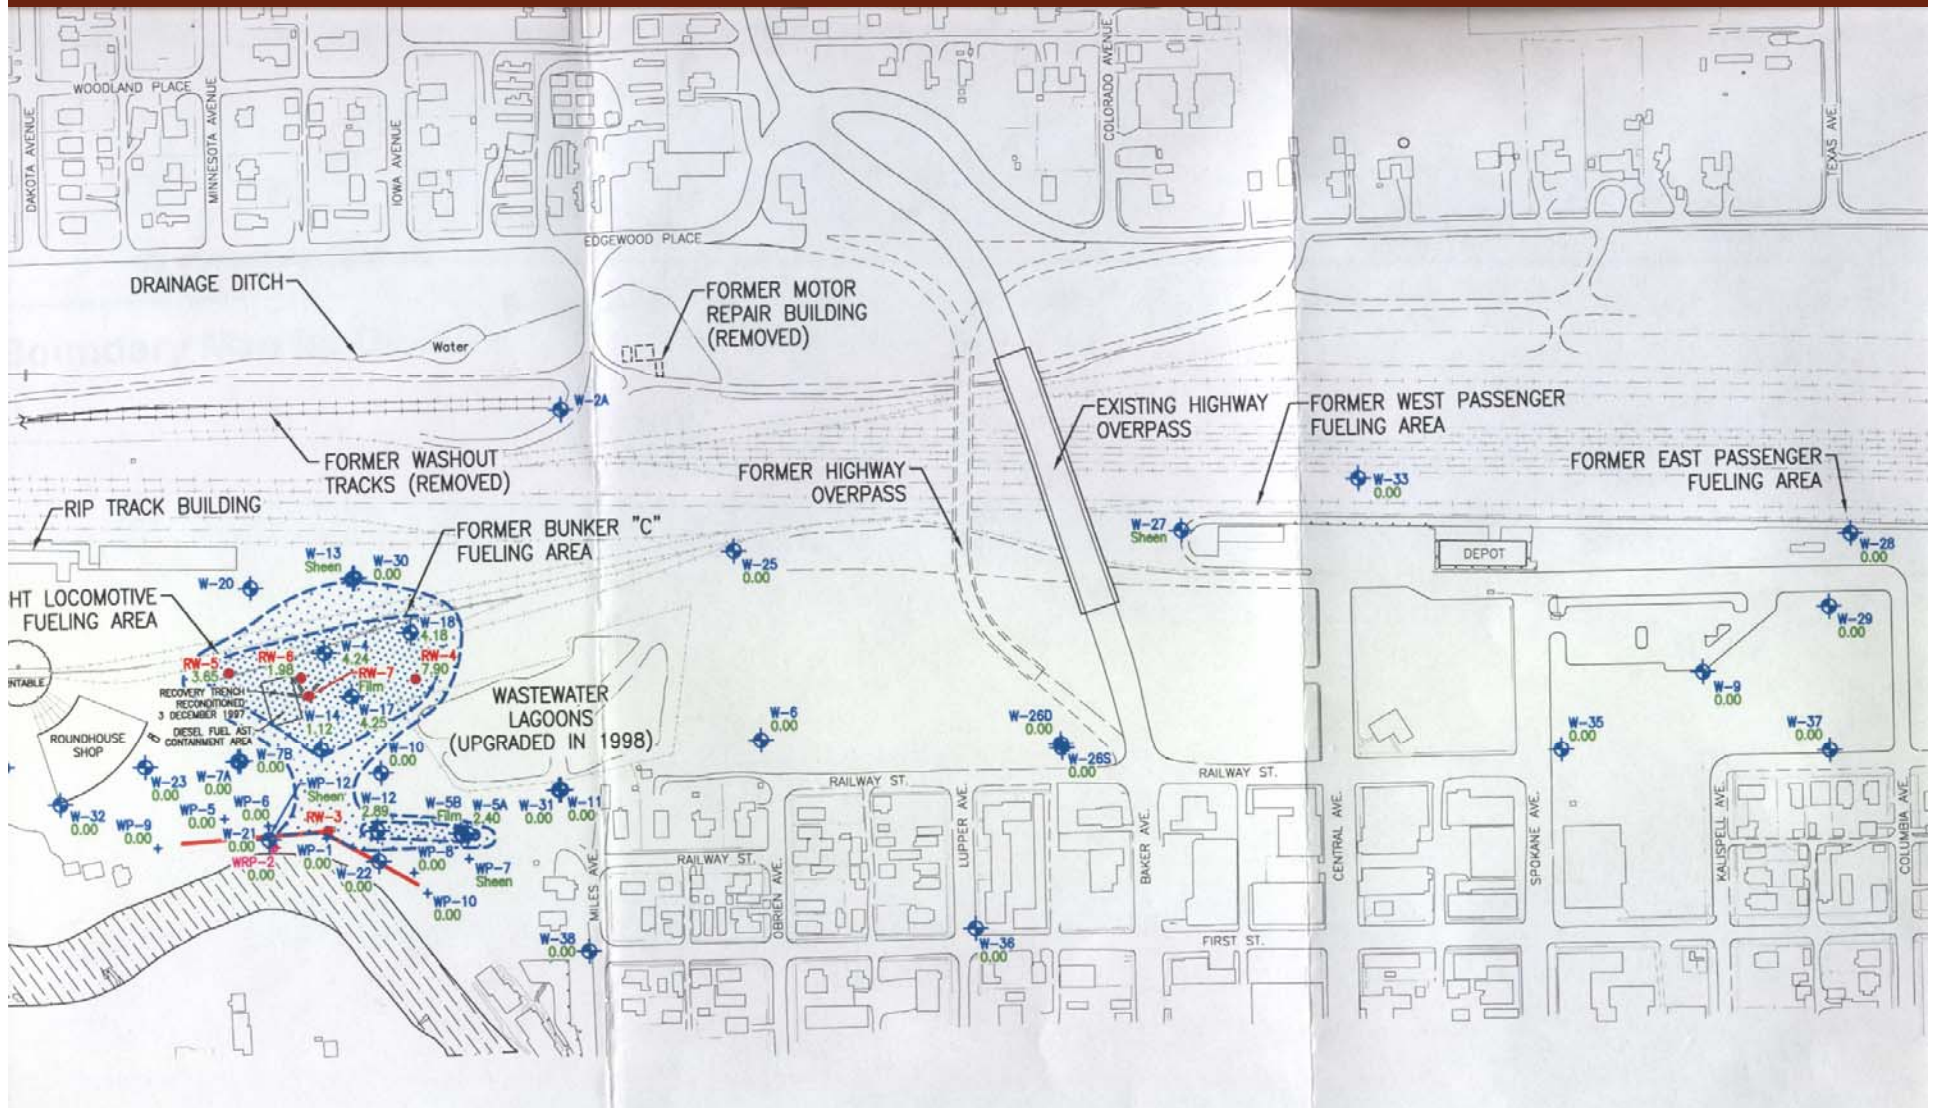 WOODLAND PLACE
DAKOTA AVENUE
MINNESOTA AVENUE
IOWA AVENUE
COLORADO AVENUE
TEXAS AVE.
EDGEWOOD PLACE
DRAINAGE DITCH
Water
FORMER MOTOR
REPAIR BUILDING
(REMOVED)
W-2A
EXISTING HIGHWAY
OVERPASS
FORMER WEST PASSENGER
FUELING AREA
FORMER WASHOUT
TRACKS (REMOVED)
FORMER HIGHWAY
OVERPASS
W-33
0.00
FORMER EAST PASSENGER
FUELING AREA
RIP TRACK BUILDING
FORMER BUNKER "C"
FUELING AREA
W-27
Sheen
DEPOT
W-28
0.00
W-13
Sheen
W-30
0.00
W-25
0.00
W-20
HT LOCOMOTIVE
FUELING AREA
W-18
4.18
W-29
0.00
W-4
4.24
RW-5
3.65
RW-6
1.98
RW-4
7.90
RW-7
Film
NTABLE
RECOVERY TRENCH
RECONDITIONED
3 DECEMBER 1997
W-17
4.25
W-14
1.12
DIESEL FUEL AST
CONTAINMENT AREA
ROUNDHOUSE
SHOP
WASTEWATER
LAGOONS
(UPGRADED IN 1998)
W-6
0.00
W-26D
0.00
W-26S
0.00
W-9
0.00
W-35
0.00
W-37
0.00
W-7B
0.00
W-10
0.00
W-23
0.00
W-7A
0.00
RAILWAY ST.
RAILWAY ST.
WP-12
Sheen
W-32
0.00
WP-5
0.00
WP-6
0.00
W-12
2.89
W-5B
Film
W-5A
2.40
W-31
0.00
W-11
0.00
WP-9
0.00
RW-3
W-21
0.00
WP-1
0.00
WRP-2
0.00
W-22
0.00
WP-8
0.00
WP-7
Sheen
WP-10
0.00
RAILWAY ST.
MILES AVE.
OBRIEN AVE.
LUPPER AVE.
BAKER AVE.
CENTRAL AVE.
SPOKANE AVE.
KALISPELL AVE.
COLUMBIA AVE.
W-38
0.00
W-36
0.00
FIRST ST.